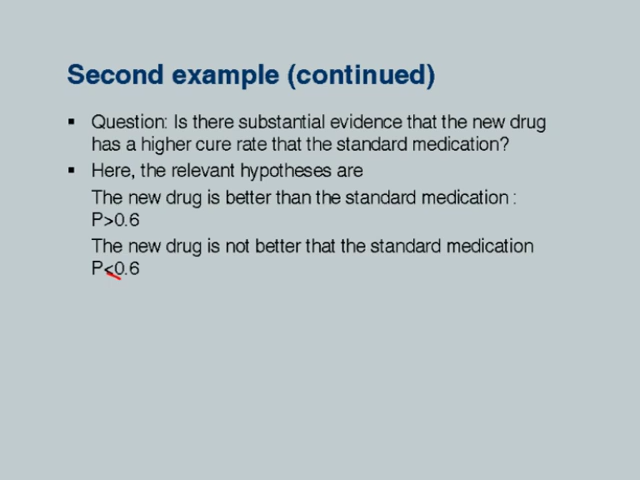 Second example (continued)
▪ Question: Is there substantial evidence that the new drug
has a higher cure rate that the standard medication?
▪ Here, the relevant hypotheses are
The new drug is better than the standard medication :
P>0.6
The new drug is not better that the standard medication
P≤0.6